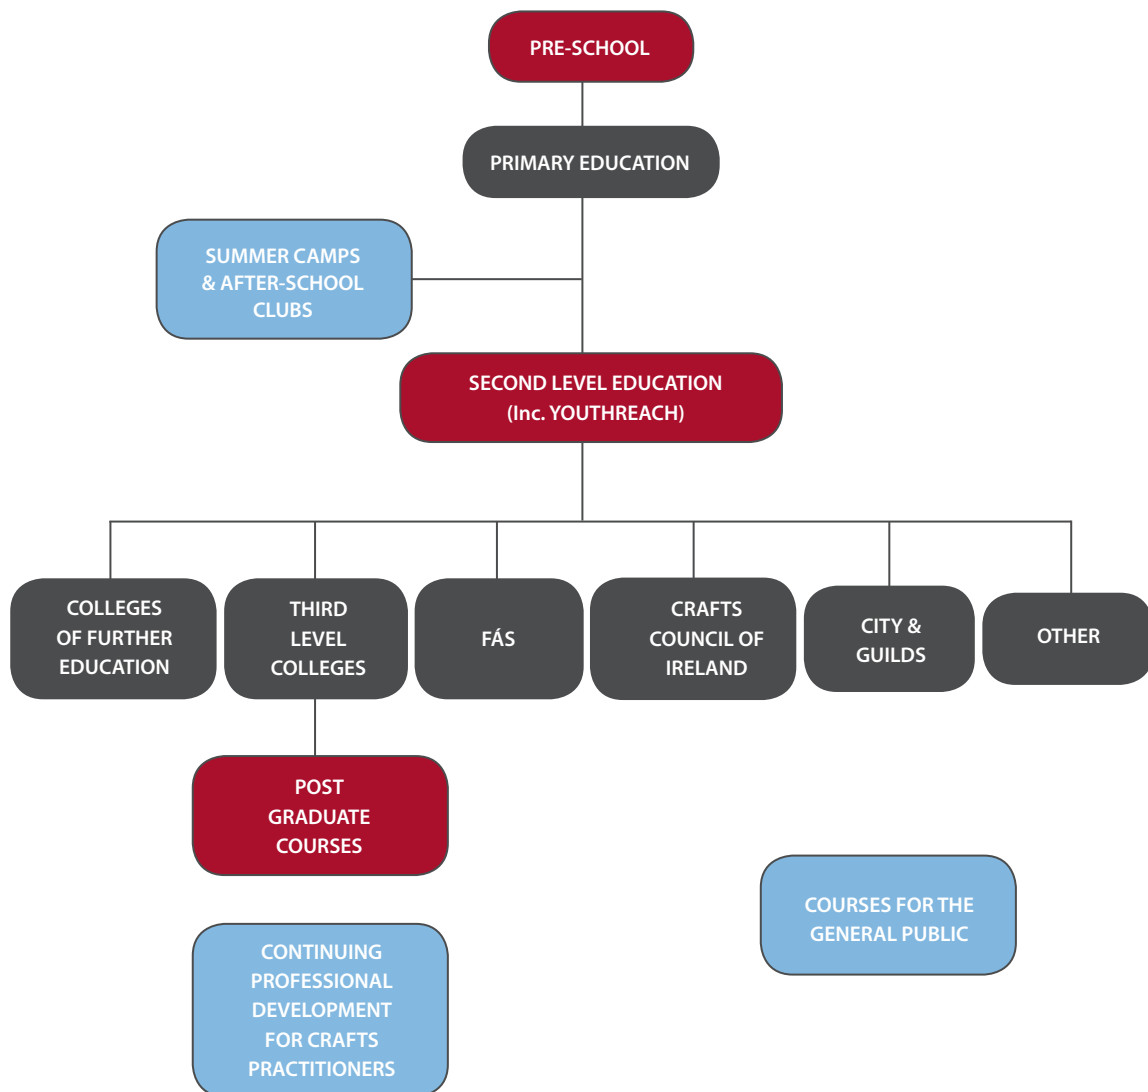 PRE-SCHOOL
PRIMARY EDUCATION
SUMMER CAMPS
& AFTER-SCHOOL
CLUBS
SECOND LEVEL EDUCATION
(Inc. YOUTHREACH)
COLLEGES
OF FURTHER
EDUCATION
THIRD
LEVEL
COLLEGES
FÁS
CRAFTS
COUNCIL OF
IRELAND
CITY &
GUILDS
OTHER
POST
GRADUATE
COURSES
COURSES FOR THE
GENERAL PUBLIC
CONTINUING
PROFESSIONAL
DEVELOPMENT
FOR CRAFTS
PRACTITIONERS